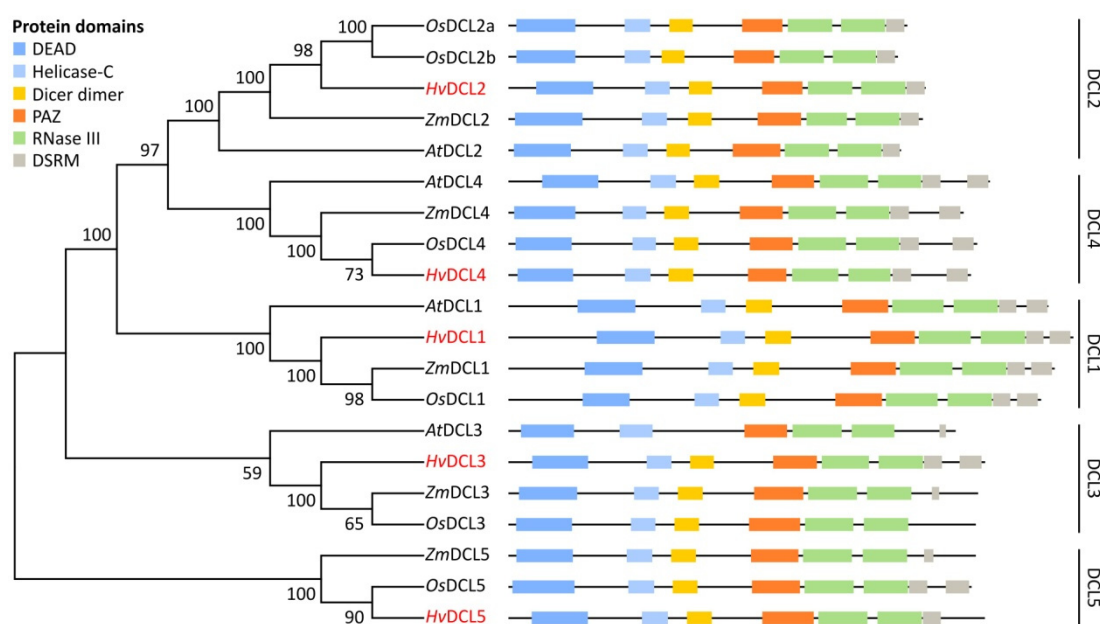 Protein domains
DEAD
Helicase-C
Dicer dimer
PAZ
RNase III
DSRM
100
98
100
100
97
100
100
100
73
100
100
98
59
100
65
100
90
OsDCL2a
OsDCL2b
HvDCL2
ZmDCL2
AtDCL2
AtDCL4
ZmDCL4
OsDCL4
HvDCL4
AtDCL1
HvDCL1
ZmDCL1
OsDCL1
AtDCL3
HvDCL3
ZmDCL3
OsDCL3
ZmDCL5
OsDCL5
HvDCL5
DCL2
DCL4
DCL1
DCL3
DCL5